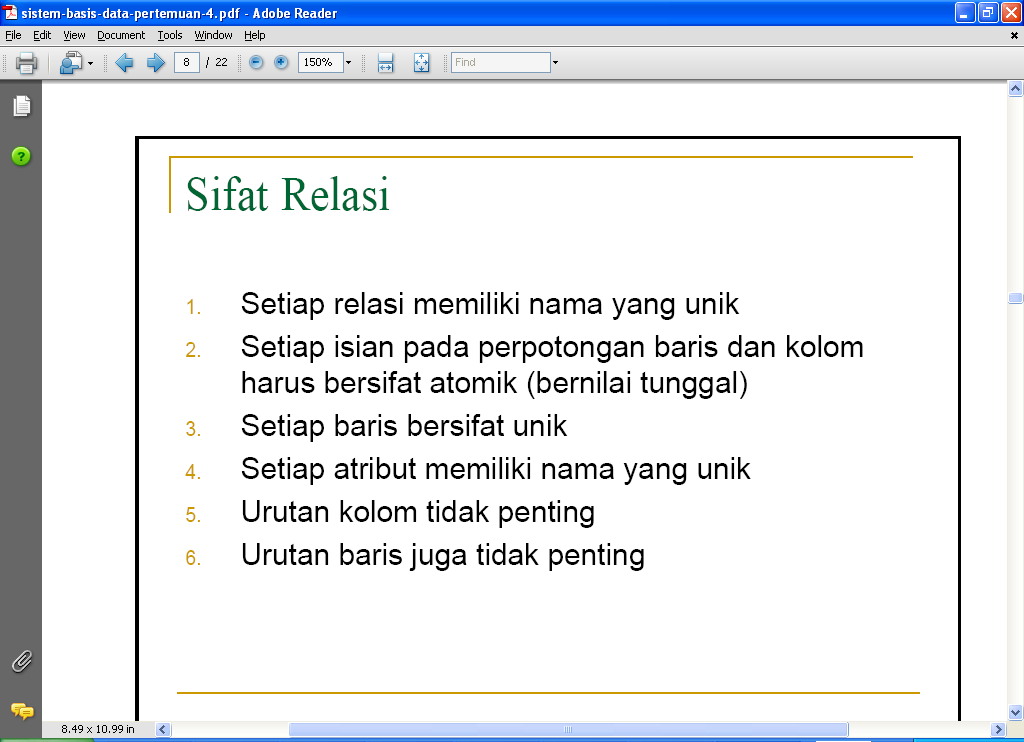 sistem-basis-data-pertemuan-4.pdf - Adobe Reader
File Edit View Document Tools Window Help
8 / 22 150% Find
Sifat Relasi
1. Setiap relasi memiliki nama yang unik
2. Setiap isian pada perpotongan baris dan kolom
harus bersifat atomik (bernilai tunggal)
3. Setiap baris bersifat unik
4. Setiap atribut memiliki nama yang unik
5. Urutan kolom tidak penting
6. Urutan baris juga tidak penting
8.49 x 10.99 in